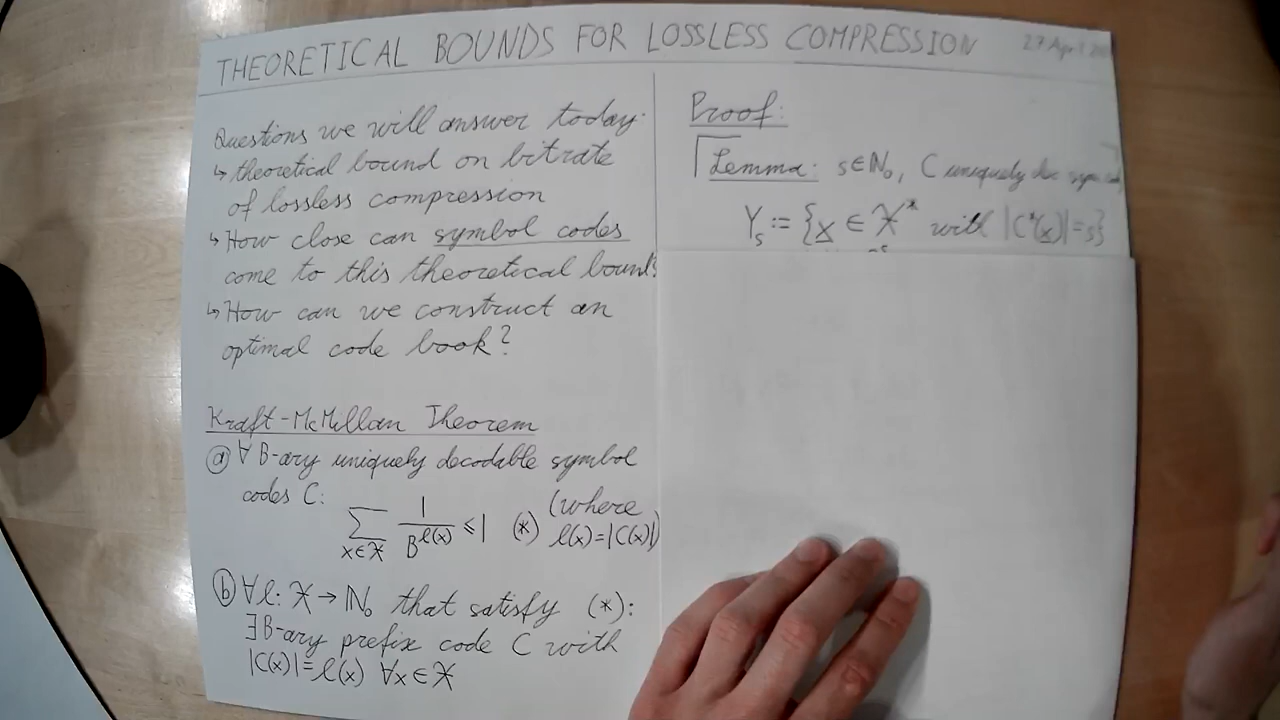 THEORETICAL BOUNDS FOR LOSSLESS COMPRESSION
27 April
Questions we will answer today:
↳ theoretical bound on bitrate
of lossless compression
↳ How close can symbol codes
come to this theoretical bound?
↳ How can we construct an
optimal code book?
Kraft-McMillan Theorem
ⓐ ∀ B-ary uniquely decodable symbol
codes C:
∑_{x∈𝒳} 1/B^{ℓ(x)} ≤ 1 (*) (where
ℓ(x)=|C(x)|)
ⓑ ∀ℓ: 𝒳 → ℕ₀ that satisfy (*):
∃ B-ary prefix code C with
|C(x)| = ℓ(x) ∀x ∈ 𝒳
Proof:
Lemma: s∈ℕ₀, C uniquely
Y_s := {x ∈ 𝒳* with |C*(x)|=s}